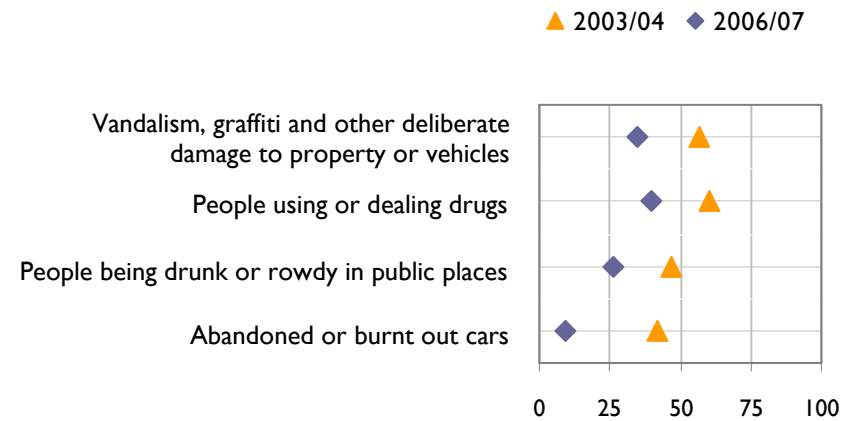 2003/04 2006/07
Vandalism, graffiti and other deliberate
damage to property or vehicles
People using or dealing drugs
People being drunk or rowdy in public places
Abandoned or burnt out cars
0 25 50 75 100